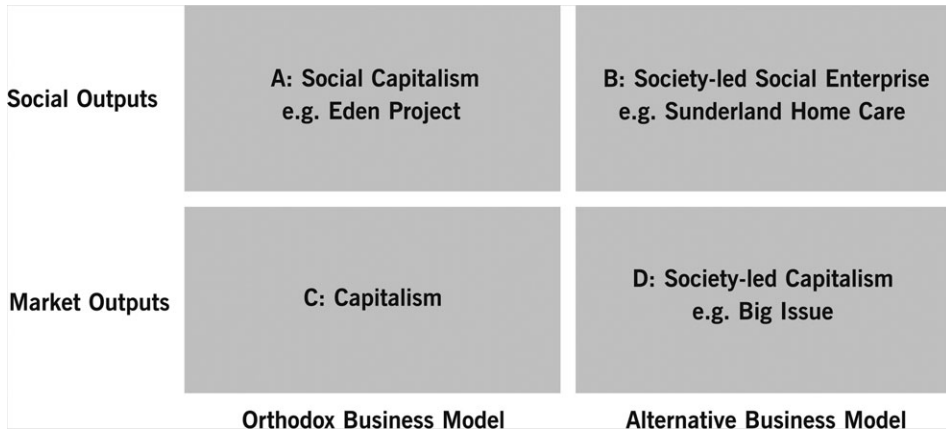 A: Social Capitalism
e.g. Eden Project
B: Society-led Social Enterprise
e.g. Sunderland Home Care
Social Outputs
C: Capitalism
D: Society-led Capitalism
e.g. Big Issue
Market Outputs
Orthodox Business Model
Alternative Business Model